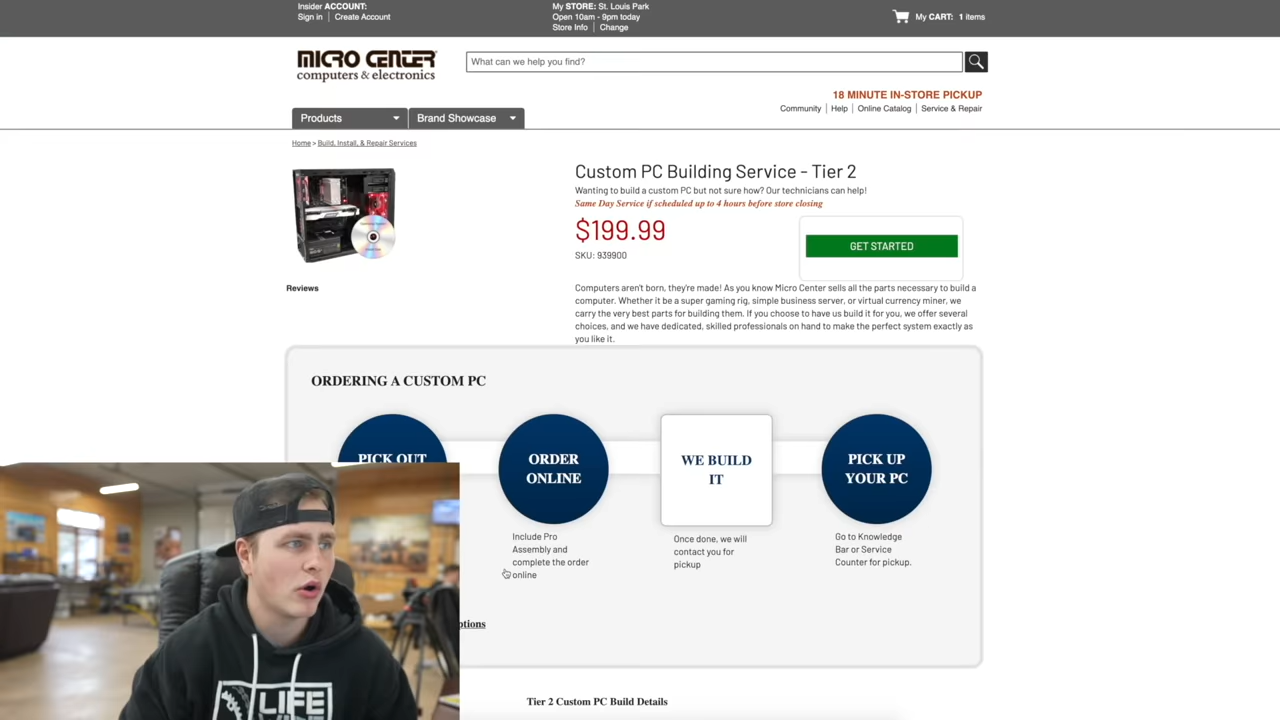 Insider ACCOUNT:
Sign in | Create Account
My STORE: St. Louis Park
Open 10am - 9pm today
Store Info | Change
My CART: 1 items
MICRO CENTER
computers & electronics
What can we help you find?
18 MINUTE IN-STORE PICKUP
Community | Help | Online Catalog | Service & Repair
Products
Brand Showcase
Home > Build, Install, & Repair Services
Custom PC Building Service - Tier 2
Wanting to build a custom PC but not sure how? Our technicians can help!
Same Day Service if scheduled up to 4 hours before store closing
$199.99
SKU: 939900
GET STARTED
Reviews
Computers aren't born, they're made! As you know Micro Center sells all the parts necessary to build a
computer. Whether it be a super gaming rig, simple business server, or virtual currency miner, we
carry the very best parts for building them. If you choose to have us build it for you, we offer several
choices, and we have dedicated, skilled professionals on hand to make the perfect system exactly as
you like it.
ORDERING A CUSTOM PC
PICK OUT
ORDER
ONLINE
WE BUILD
IT
PICK UP
YOUR PC
Include Pro
Assembly and
complete the order
online
Once done, we will
contact you for
pickup
Go to Knowledge
Bar or Service
Counter for pickup.
ptions
Tier 2 Custom PC Build Details
LIFE